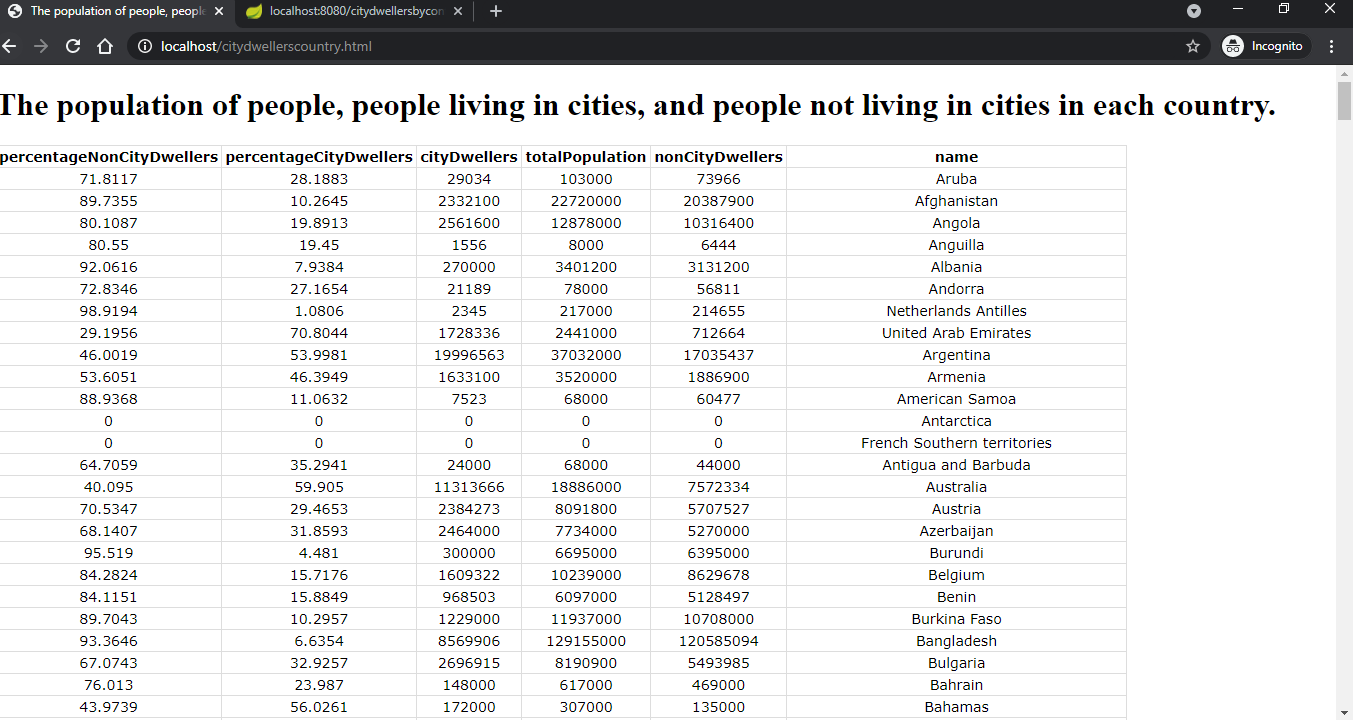 The population of people, people
localhost:8080/citydwellersbycon
localhost/citydwellerscountry.html
Incognito
The population of people, people living in cities, and people not living in cities in each country.
percentageNonCityDwellers percentageCityDwellers cityDwellers totalPopulation nonCityDwellers name
71.8117 28.1883 29034 103000 73966 Aruba
89.7355 10.2645 2332100 22720000 20387900 Afghanistan
80.1087 19.8913 2561600 12878000 10316400 Angola
80.55 19.45 1556 8000 6444 Anguilla
92.0616 7.9384 270000 3401200 3131200 Albania
72.8346 27.1654 21189 78000 56811 Andorra
98.9194 1.0806 2345 217000 214655 Netherlands Antilles
29.1956 70.8044 1728336 2441000 712664 United Arab Emirates
46.0019 53.9981 19996563 37032000 17035437 Argentina
53.6051 46.3949 1633100 3520000 1886900 Armenia
88.9368 11.0632 7523 68000 60477 American Samoa
0 0 0 0 0 Antarctica
0 0 0 0 0 French Southern territories
64.7059 35.2941 24000 68000 44000 Antigua and Barbuda
40.095 59.905 11313666 18886000 7572334 Australia
70.5347 29.4653 2384273 8091800 5707527 Austria
68.1407 31.8593 2464000 7734000 5270000 Azerbaijan
95.519 4.481 300000 6695000 6395000 Burundi
84.2824 15.7176 1609322 10239000 8629678 Belgium
84.1151 15.8849 968503 6097000 5128497 Benin
89.7043 10.2957 1229000 11937000 10708000 Burkina Faso
93.3646 6.6354 8569906 129155000 120585094 Bangladesh
67.0743 32.9257 2696915 8190900 5493985 Bulgaria
76.013 23.987 148000 617000 469000 Bahrain
43.9739 56.0261 172000 307000 135000 Bahamas